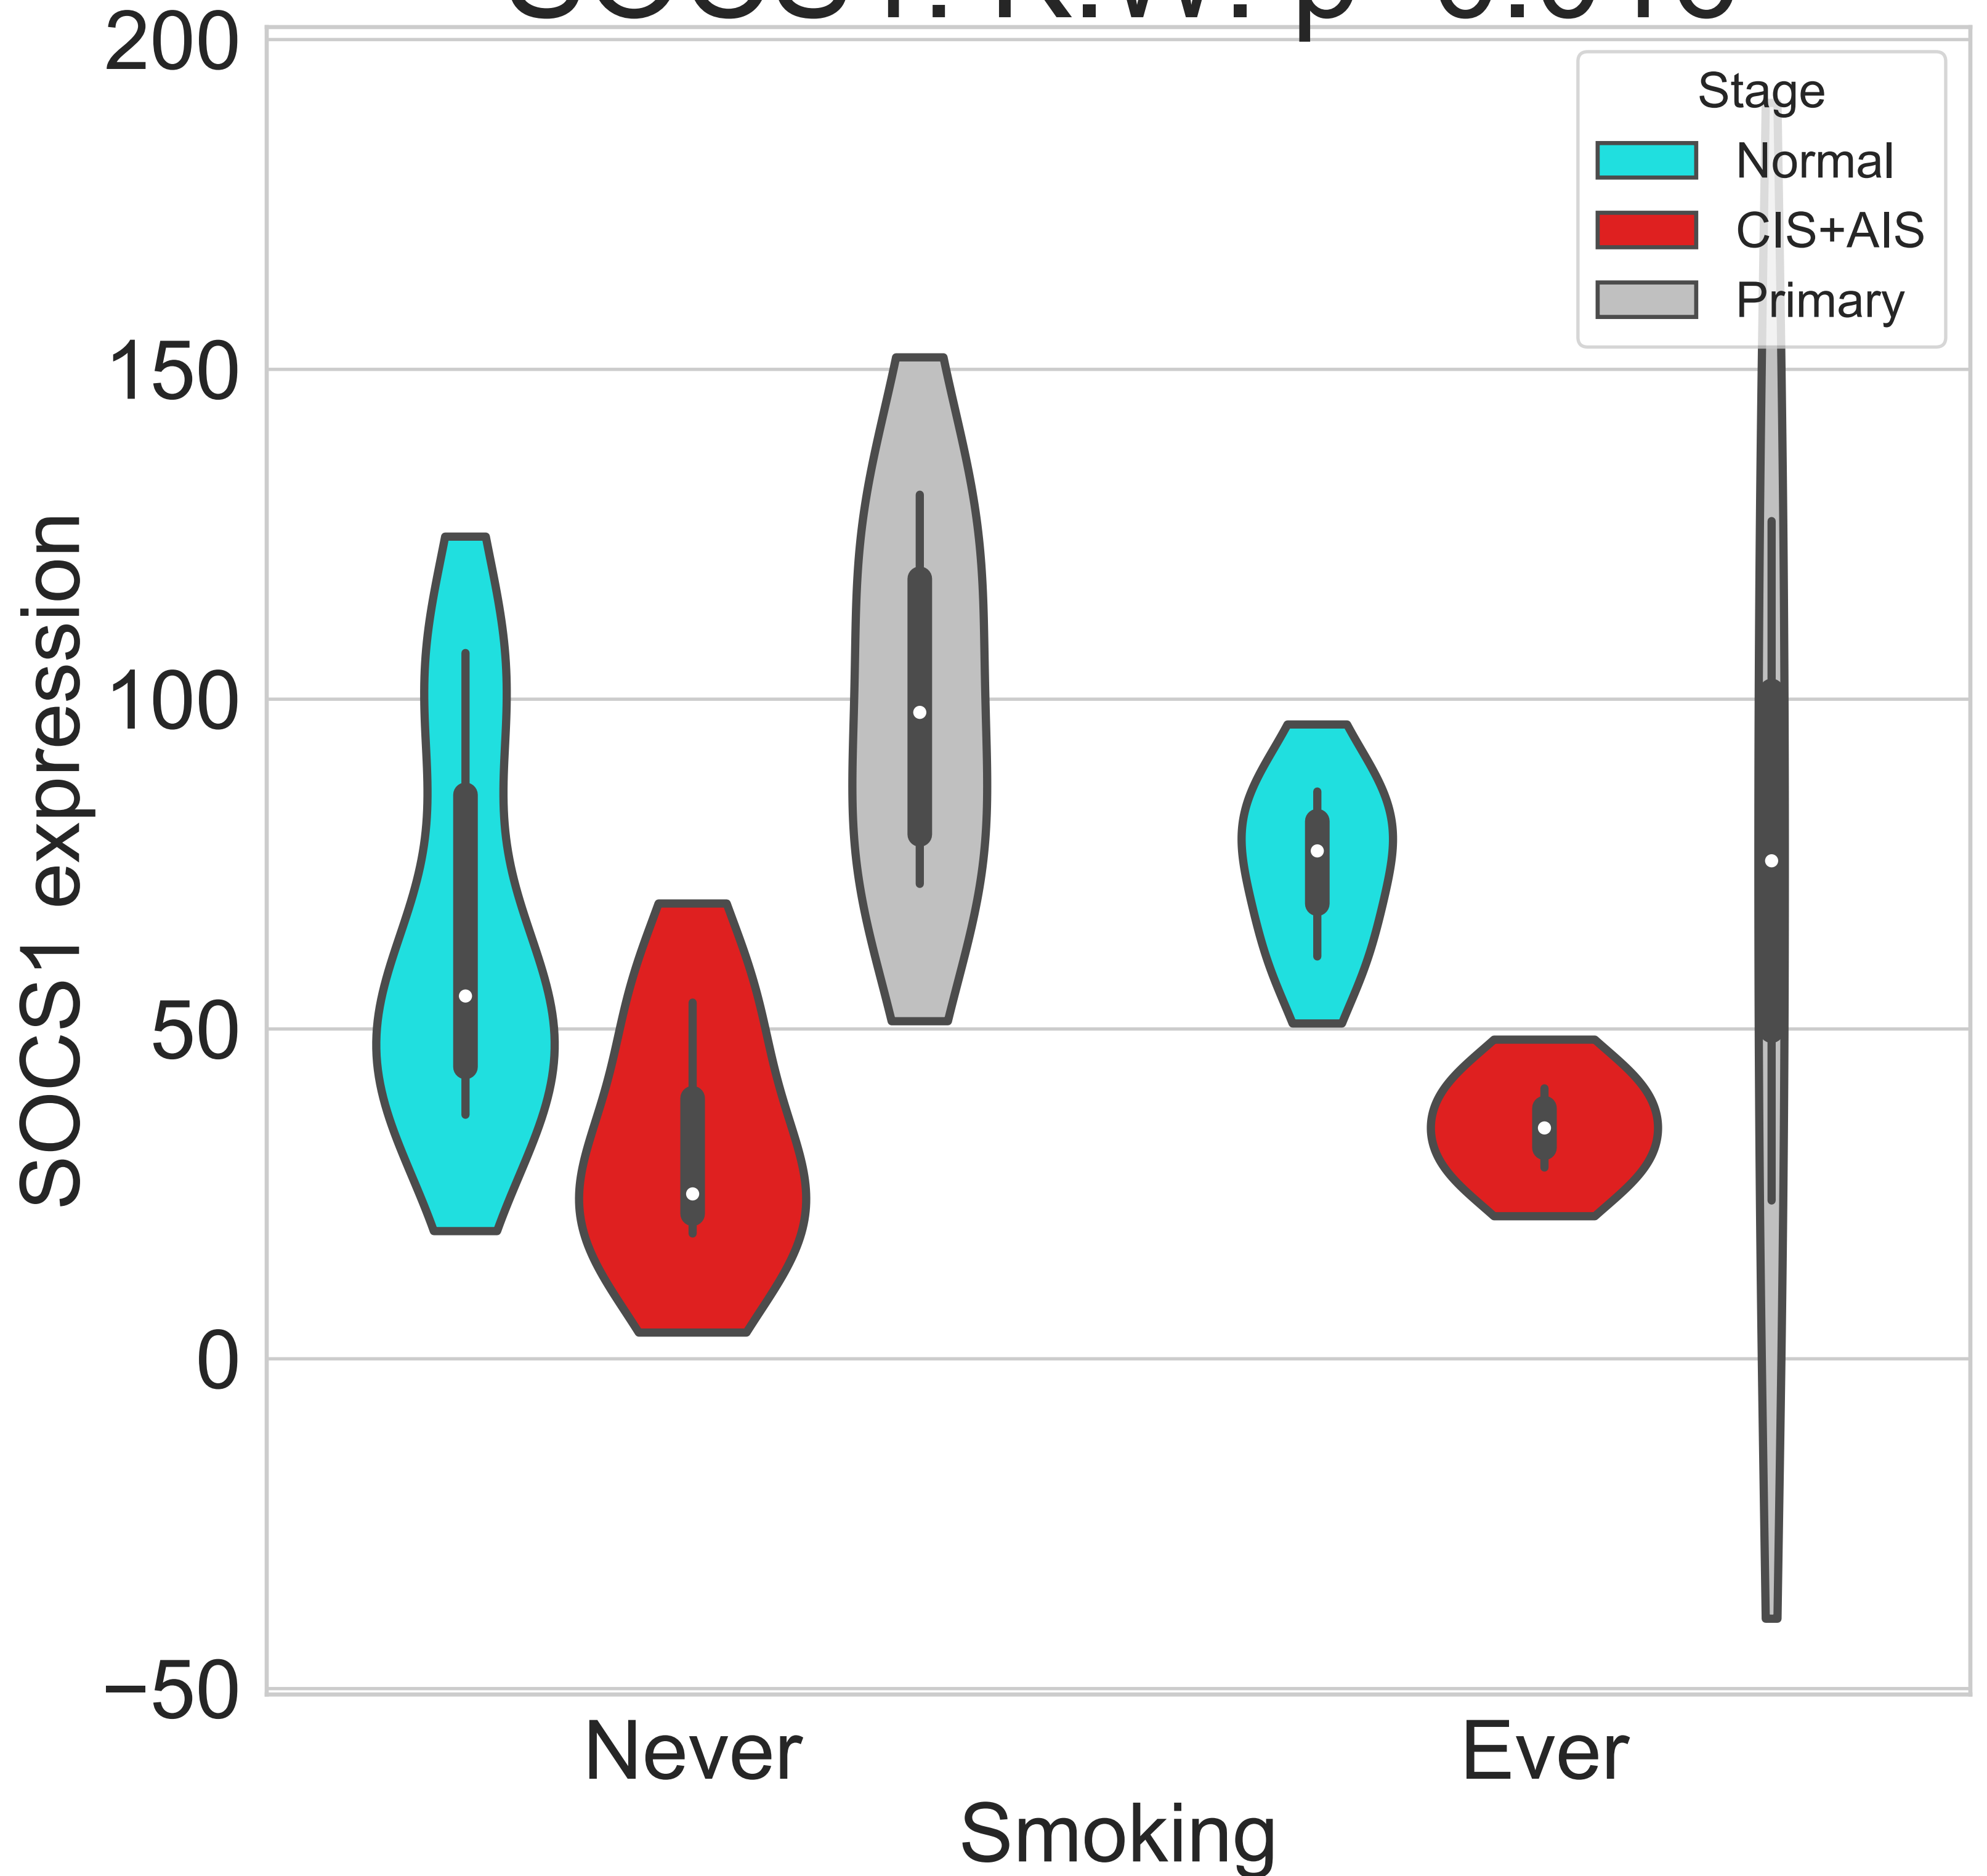 200
150
100
50
0
−50
SOCS1 expression
Stage
Normal
CIS+AIS
Primary
Never
Ever
Smoking